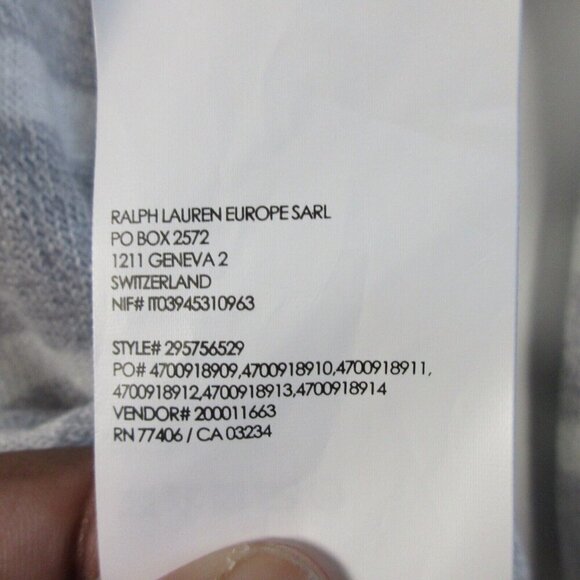 RALPH LAUREN EUROPE SARL
PO BOX 2572
1211 GENEVA 2
SWITZERLAND
NIF# IT03945310963
STYLE# 295756529
PO# 4700918909,4700918910,4700918911,
4700918912,4700918913,4700918914
VENDOR# 200011663
RN 77406 / CA 03234